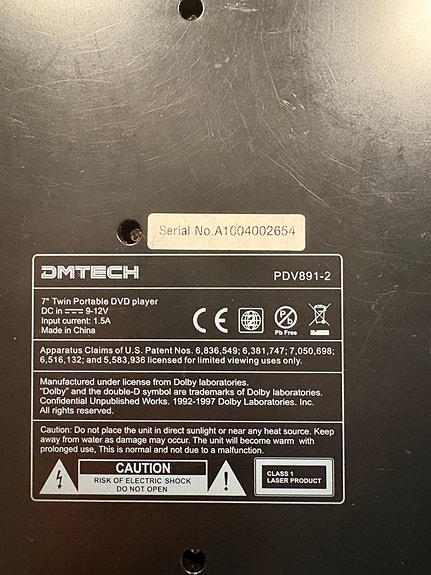 Serial No.A1004002654
DMTECH
PDV891-2
7" Twin Portable DVD player
DC in 9-12V
Input current: 1.5A
Made in China
CE
Pb Free
Apparatus Claims of U.S. Patent Nos. 6,836,549; 6,381,747; 7,050,698;
6,516,132; and 5,583,936 licensed for limited viewing uses only.
Manufactured under license from Dolby laboratories.
"Dolby" and the double-D symbol are trademarks of Dolby laboratories.
Confidential Unpublished Works. 1992-1997 Dolby Laboratories. Inc.
All rights reserved.
Caution: Do not place the unit in direct sunlight or near any heat source. Keep
away from water as damage may occur. The unit will become warm with
prolonged use, This is normal and not due to a malfunction.
CAUTION
RISK OF ELECTRIC SHOCK
DO NOT OPEN
CLASS 1
LASER PRODUCT